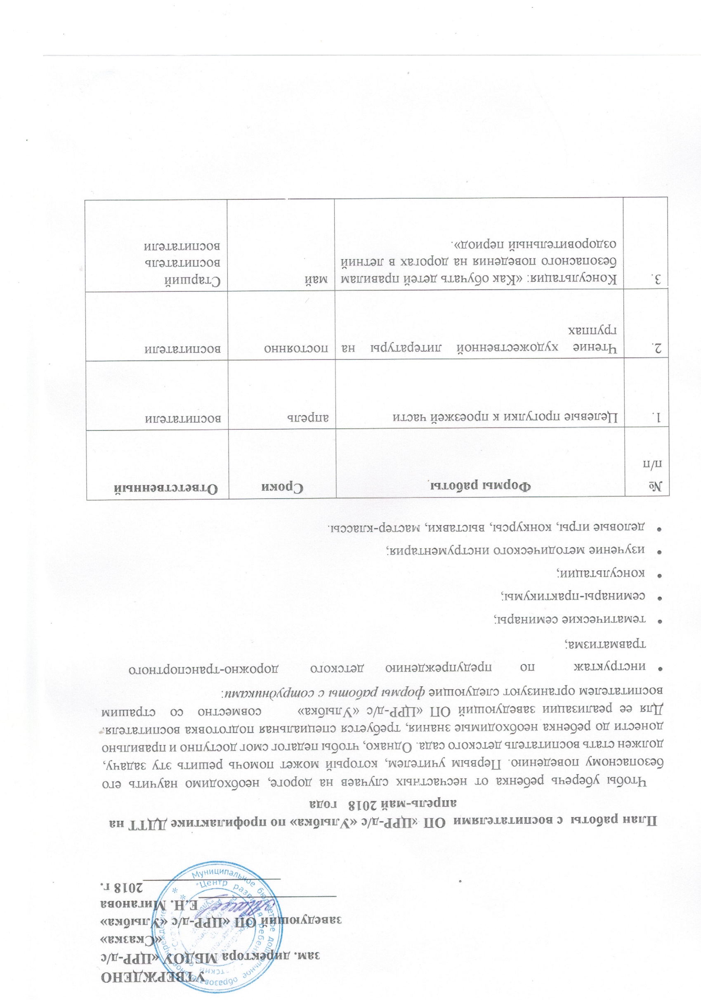 УТВЕРЖДЕНО
зам. директора МБДОУ «ЦРР-д/с
«Сказка»
заведующий ОП «ЦРР-д/с «Улыбка»
Е.Н. Миганова
2018 г.
Муниципальное бюджетное дошкольное образовательное учреждение
"Центр развития
План работы с воспитателями ОП «ЦРР-д/с «Улыбка» по профилактике ДДТТ на
апрель-май 2018 года
Чтобы уберечь ребенка от несчастных случаев на дороге, необходимо научить его
безопасному поведению. Первым учителем, который может помочь решить эту задачу,
должен стать воспитатель детского сада. Однако, чтобы педагог смог доступно и правильно
донести до ребенка необходимые знания, требуется специальная подготовка воспитателя.
Для ее реализации заведующий ОП «ЦРР-д/с «Улыбка» совместно со страшим
воспитателем организуют следующие формы работы с сотрудниками:
• инструктаж по предупреждению детского дорожно-транспортного
травматизма;
• тематические семинары;
• семинары-практикумы;
• консультации;
• изучение методического инструментария;
• деловые игры, конкурсы, выставки, мастер-классы.
№ Формы работы Сроки Ответственный
п/п
1. Целевые прогулки к проезжей части апрель воспитатели
2. Чтение художественной литературы на постоянно воспитатели
группах
3. Консультация: «Как обучать детей правилам май Старший
безопасного поведения на дорогах в летний воспитатель
оздоровительный период». воспитатели